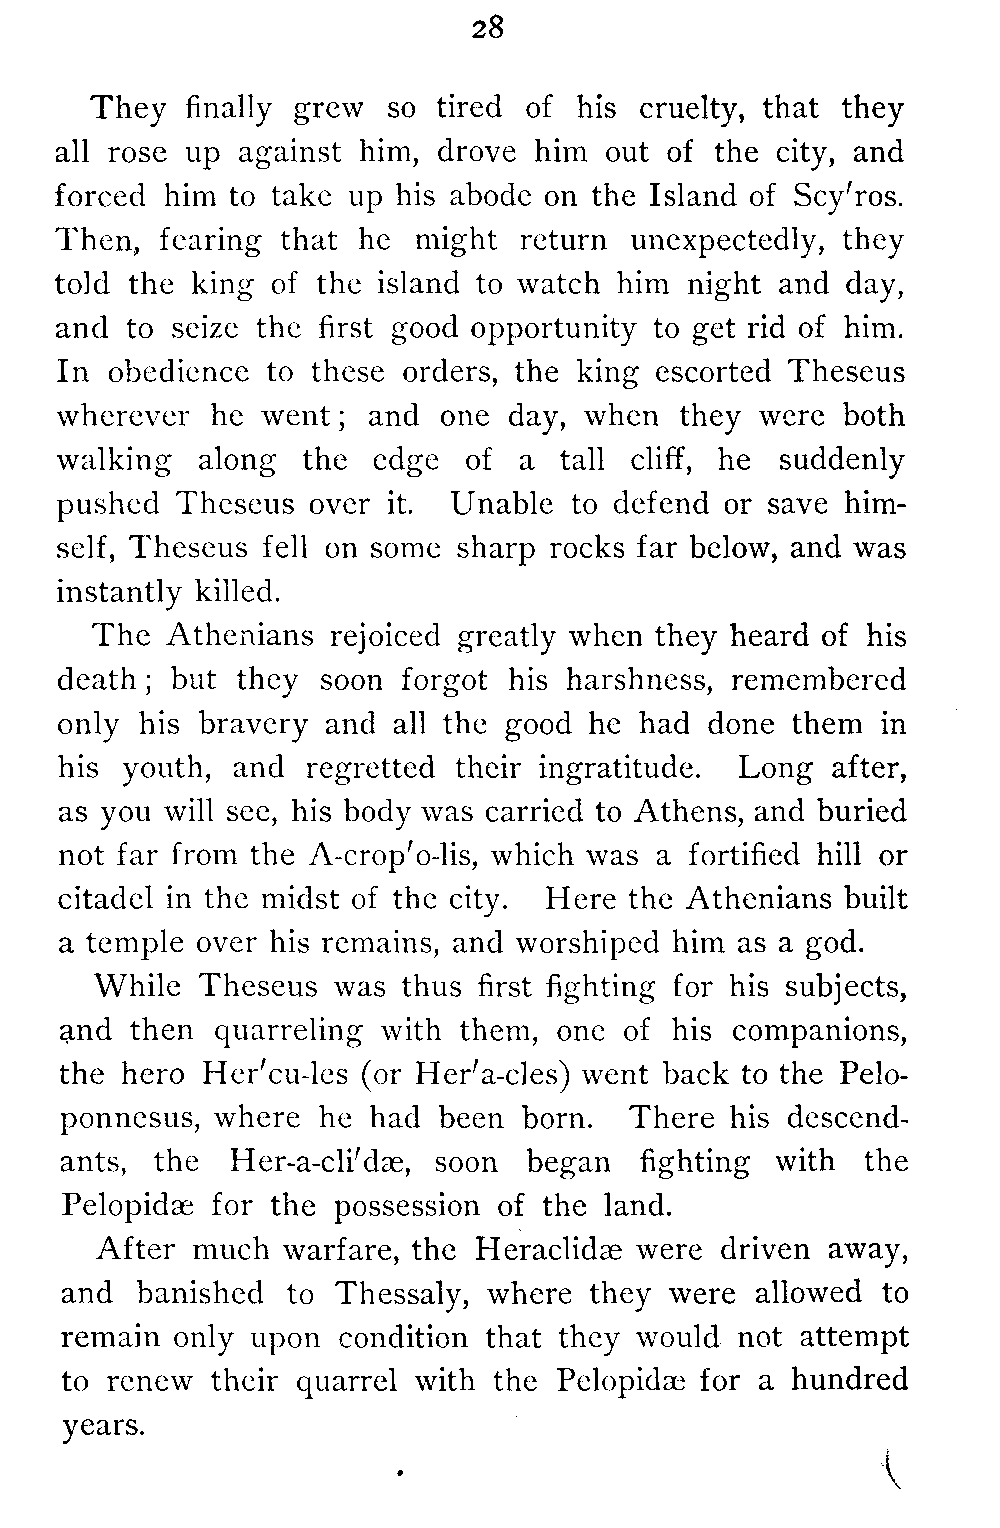 28
They finally grew so tired of his cruelty, that they
all rose up against him, drove him out of the city, and
forced him to take up his abode on the Island of Scy'ros.
Then, fearing that he might return unexpectedly, they
told the king of the island to watch him night and day,
and to seize the first good opportunity to get rid of him.
In obedience to these orders, the king escorted Theseus
wherever he went; and one day, when they were both
walking along the edge of a tall cliff, he suddenly
pushed Theseus over it. Unable to defend or save him-
self, Theseus fell on some sharp rocks far below, and was
instantly killed.
The Athenians rejoiced greatly when they heard of his
death; but they soon forgot his harshness, remembered
only his bravery and all the good he had done them in
his youth, and regretted their ingratitude. Long after,
as you will see, his body was carried to Athens, and buried
not far from the A-crop'o-lis, which was a fortified hill or
citadel in the midst of the city. Here the Athenians built
a temple over his remains, and worshiped him as a god.
While Theseus was thus first fighting for his subjects,
and then quarreling with them, one of his companions,
the hero Her'cu-les (or Her'a-cles) went back to the Pelo-
ponnesus, where he had been born. There his descend-
ants, the Her-a-cli'dæ, soon began fighting with the
Pelopidæ for the possession of the land.
After much warfare, the Heraclidæ were driven away,
and banished to Thessaly, where they were allowed to
remain only upon condition that they would not attempt
to renew their quarrel with the Pelopidæ for a hundred
years.